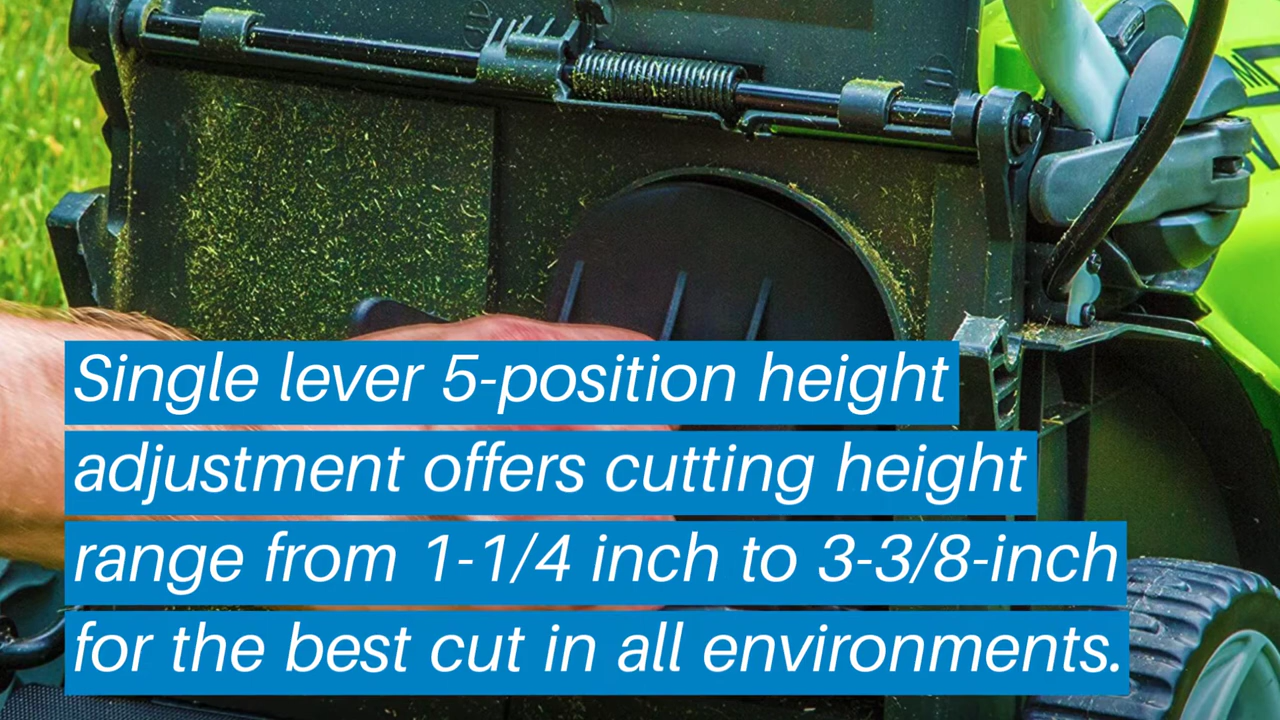 Single lever 5-position height
adjustment offers cutting height
range from 1-1/4 inch to 3-3/8-inch
for the best cut in all environments.